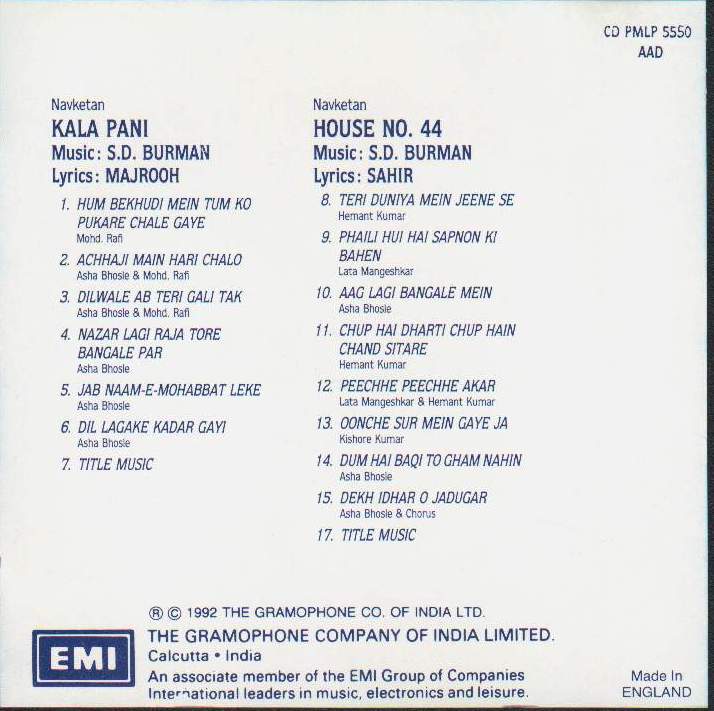 CD PMLP 5550
AAD
Navketan
KALA PANI
Music: S.D. BURMAN
Lyrics: MAJROOH
1. HUM BEKHUDI MEIN TUM KO
PUKARE CHALE GAYE
Mohd. Rafi
2. ACHHAJI MAIN HARI CHALO
Asha Bhosle & Mohd. Rafi
3. DILWALE AB TERI GALI TAK
Asha Bhosle & Mohd. Rafi
4. NAZAR LAGI RAJA TORE
BANGALE PAR
Asha Bhosle
5. JAB NAAM-E-MOHABBAT LEKE
Asha Bhosle
6. DIL LAGAKE KADAR GAYI
Asha Bhosle
7. TITLE MUSIC
Navketan
HOUSE NO. 44
Music: S.D. BURMAN
Lyrics: SAHIR
8. TERI DUNIYA MEIN JEENE SE
Hemant Kumar
9. PHAILI HUI HAI SAPNON KI
BAHEN
Lata Mangeshkar
10. AAG LAGI BANGALE MEIN
Asha Bhosle
11. CHUP HAI DHARTI CHUP HAIN
CHAND SITARE
Hemant Kumar
12. PEECHHE PEECHHE AKAR
Lata Mangeshkar & Hemant Kumar
13. OONCHE SUR MEIN GAYE JA
Kishore Kumar
14. DUM HAI BAQI TO GHAM NAHIN
Asha Bhosle
15. DEKH IDHAR O JADUGAR
Asha Bhosle & Chorus
17. TITLE MUSIC
Ⓡ © 1992 THE GRAMOPHONE CO. OF INDIA LTD.
EMI
THE GRAMOPHONE COMPANY OF INDIA LIMITED.
Calcutta • India
An associate member of the EMI Group of Companies
International leaders in music, electronics and leisure.
Made In
ENGLAND